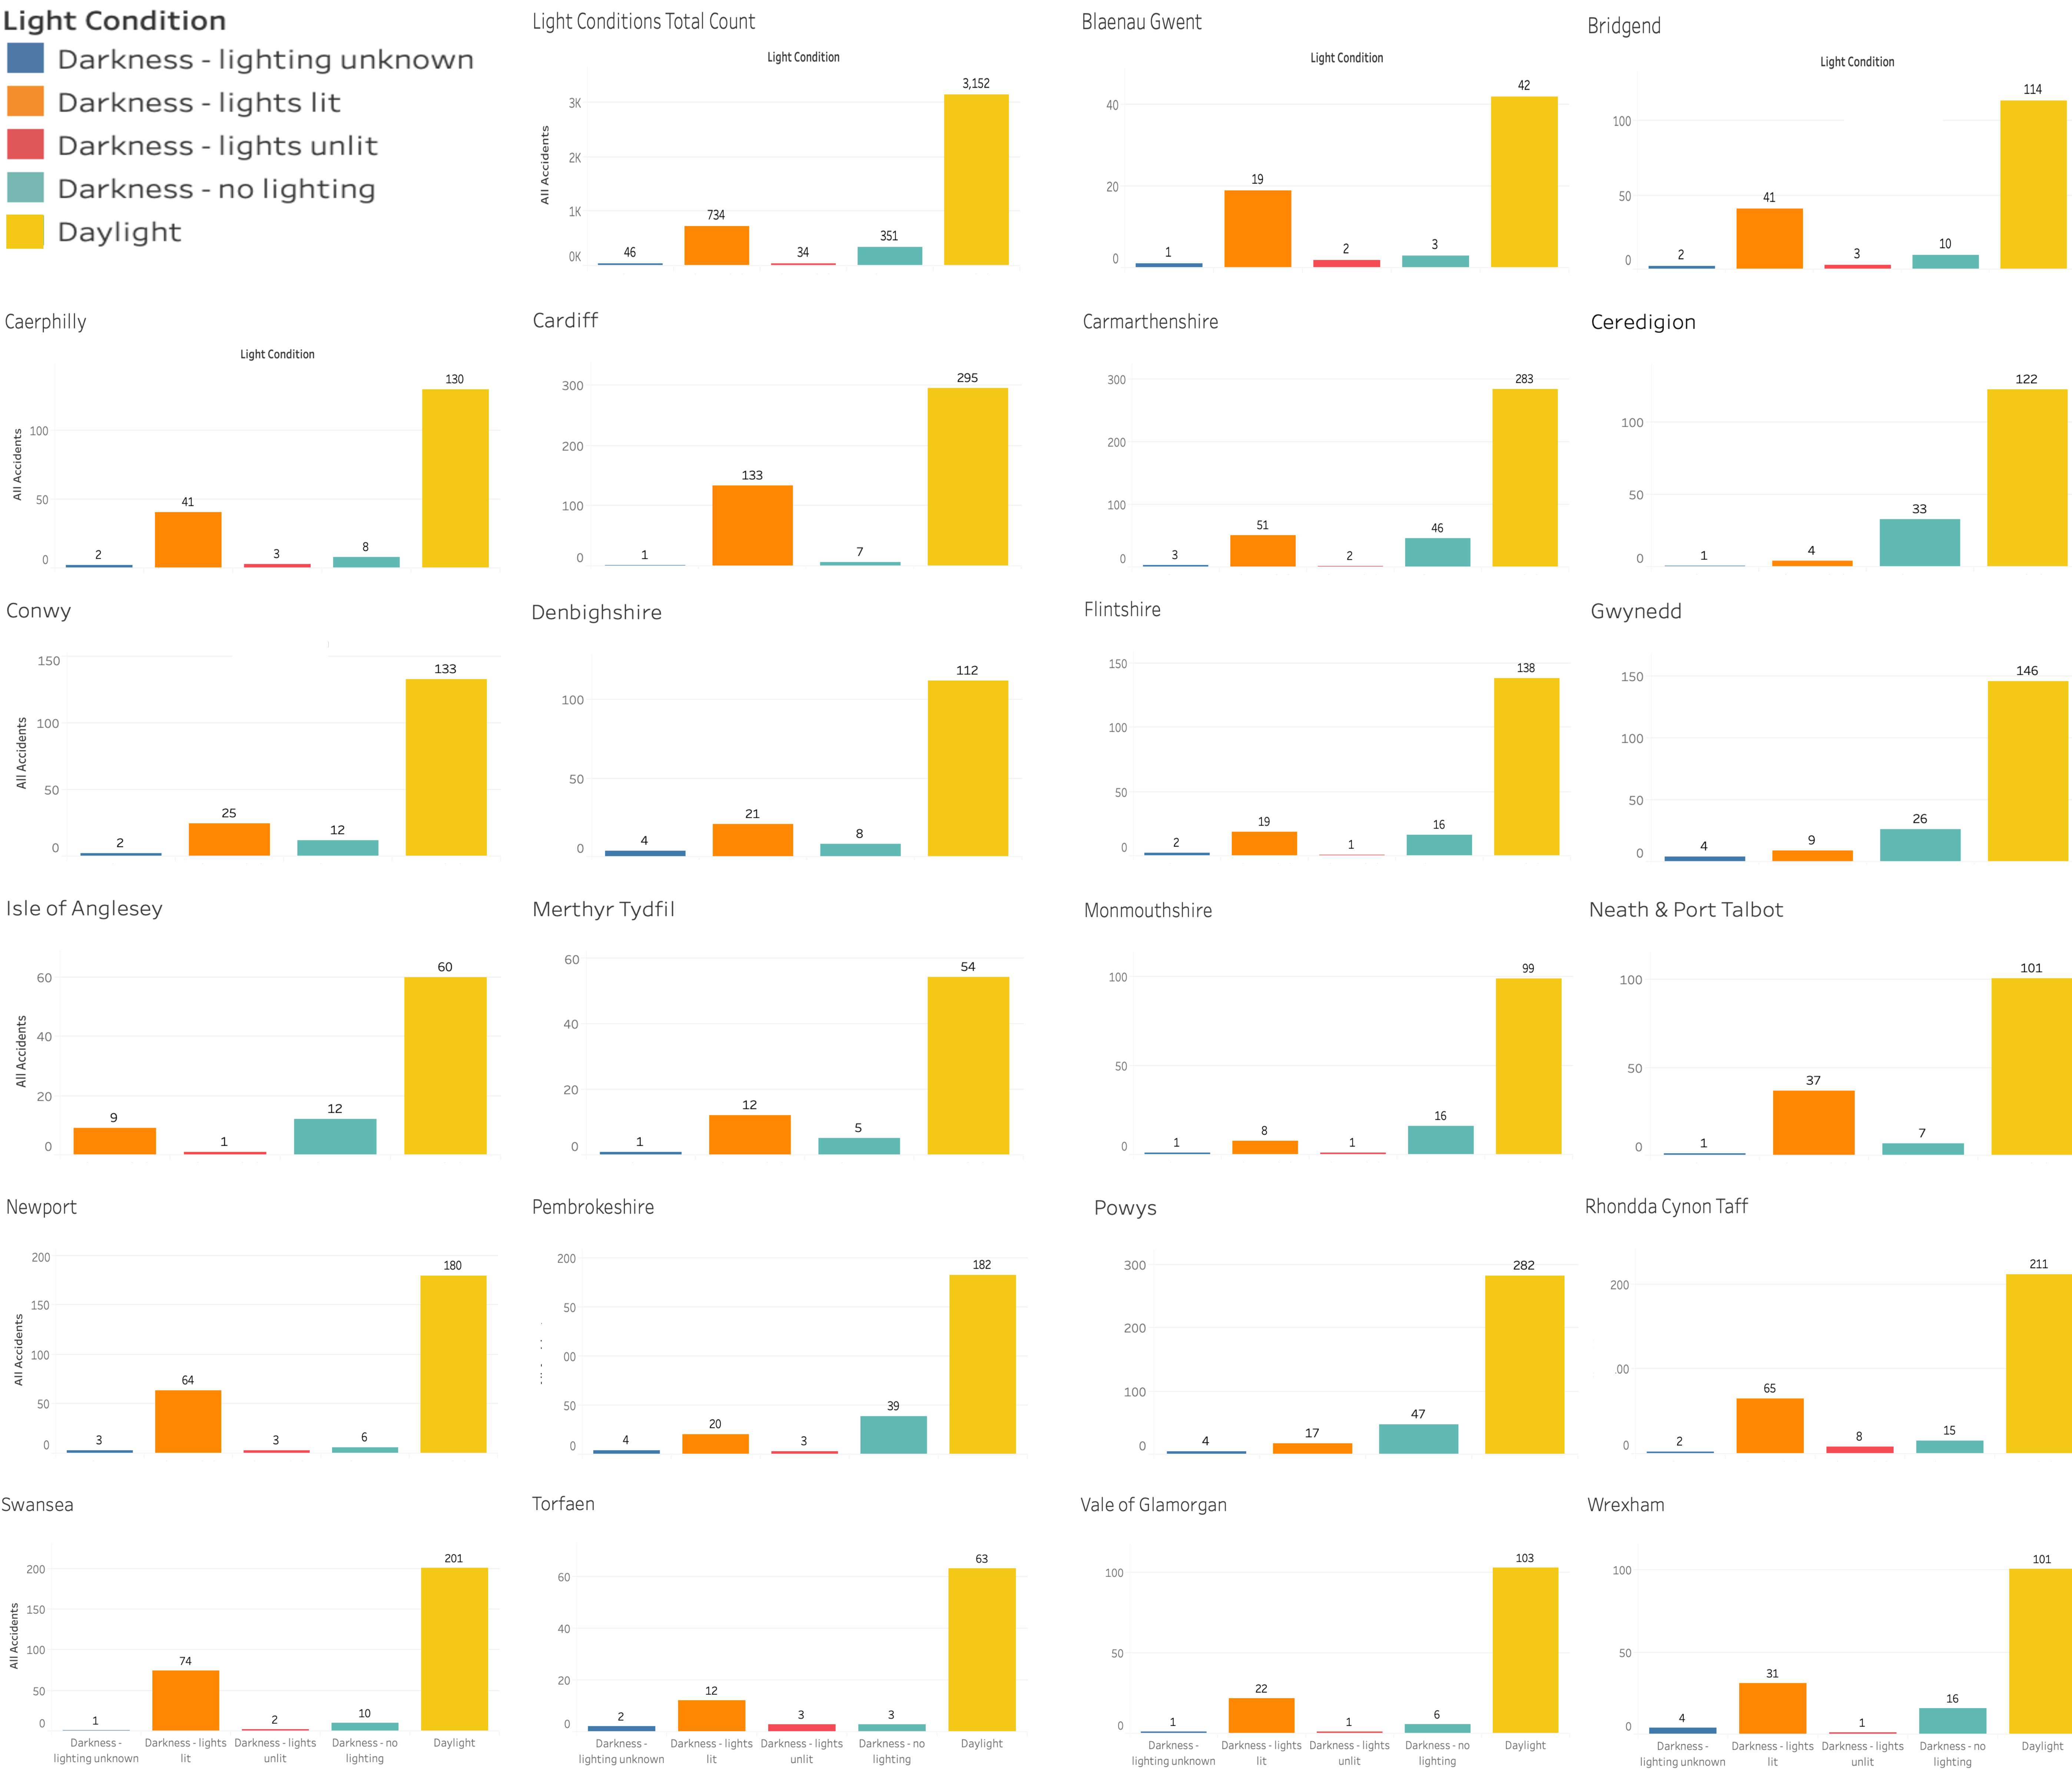 Light Condition
Darkness - lighting unknown
Darkness - lights lit
Darkness - lights unlit
Darkness - no lighting
Daylight
Light Conditions Total Count
Light Condition
All Accidents
3K
2K
1K
0K
46
734
34
351
3,152
Blaenau Gwent
Light Condition
40
20
0
1
19
2
3
42
Bridgend
Light Condition
100
50
0
2
41
3
10
114
Caerphilly
Light Condition
All Accidents
100
50
0
2
41
3
8
130
Cardiff
300
200
100
0
1
133
7
295
Carmarthenshire
300
200
100
0
3
51
2
46
283
Ceredigion
100
50
0
1
4
33
122
Conwy
All Accidents
150
100
50
0
2
25
12
133
Denbighshire
100
50
0
4
21
8
112
Flintshire
150
100
50
0
2
19
1
16
138
Gwynedd
150
100
50
0
4
9
26
146
Isle of Anglesey
All Accidents
60
40
20
0
9
1
12
60
Merthyr Tydfil
60
40
20
0
1
12
5
54
Monmouthshire
100
50
0
1
8
1
16
99
Neath & Port Talbot
100
50
0
1
37
7
101
Newport
All Accidents
200
150
100
50
0
3
64
3
6
180
Pembrokeshire
200
50
00
50
0
4
20
3
39
182
Powys
300
200
100
0
4
17
47
282
Rhondda Cynon Taff
200
00
0
2
65
8
15
211
Swansea
All Accidents
200
150
100
50
0
1
74
2
10
201
Darkness -
lighting unknown
Darkness - lights
lit
Darkness - lights
unlit
Darkness - no
lighting
Daylight
Torfaen
60
40
20
0
2
12
3
3
63
Darkness -
lighting unknown
Darkness - lights
lit
Darkness - lights
unlit
Darkness - no
lighting
Daylight
Vale of Glamorgan
100
50
0
1
22
1
6
103
Darkness -
lighting unknown
Darkness - lights
lit
Darkness - lights
unlit
Darkness - no
lighting
Daylight
Wrexham
100
50
0
4
31
1
16
101
Darkness -
lighting unknown
Darkness - lights
lit
Darkness - lights
unlit
Darkness - no
lighting
Daylight